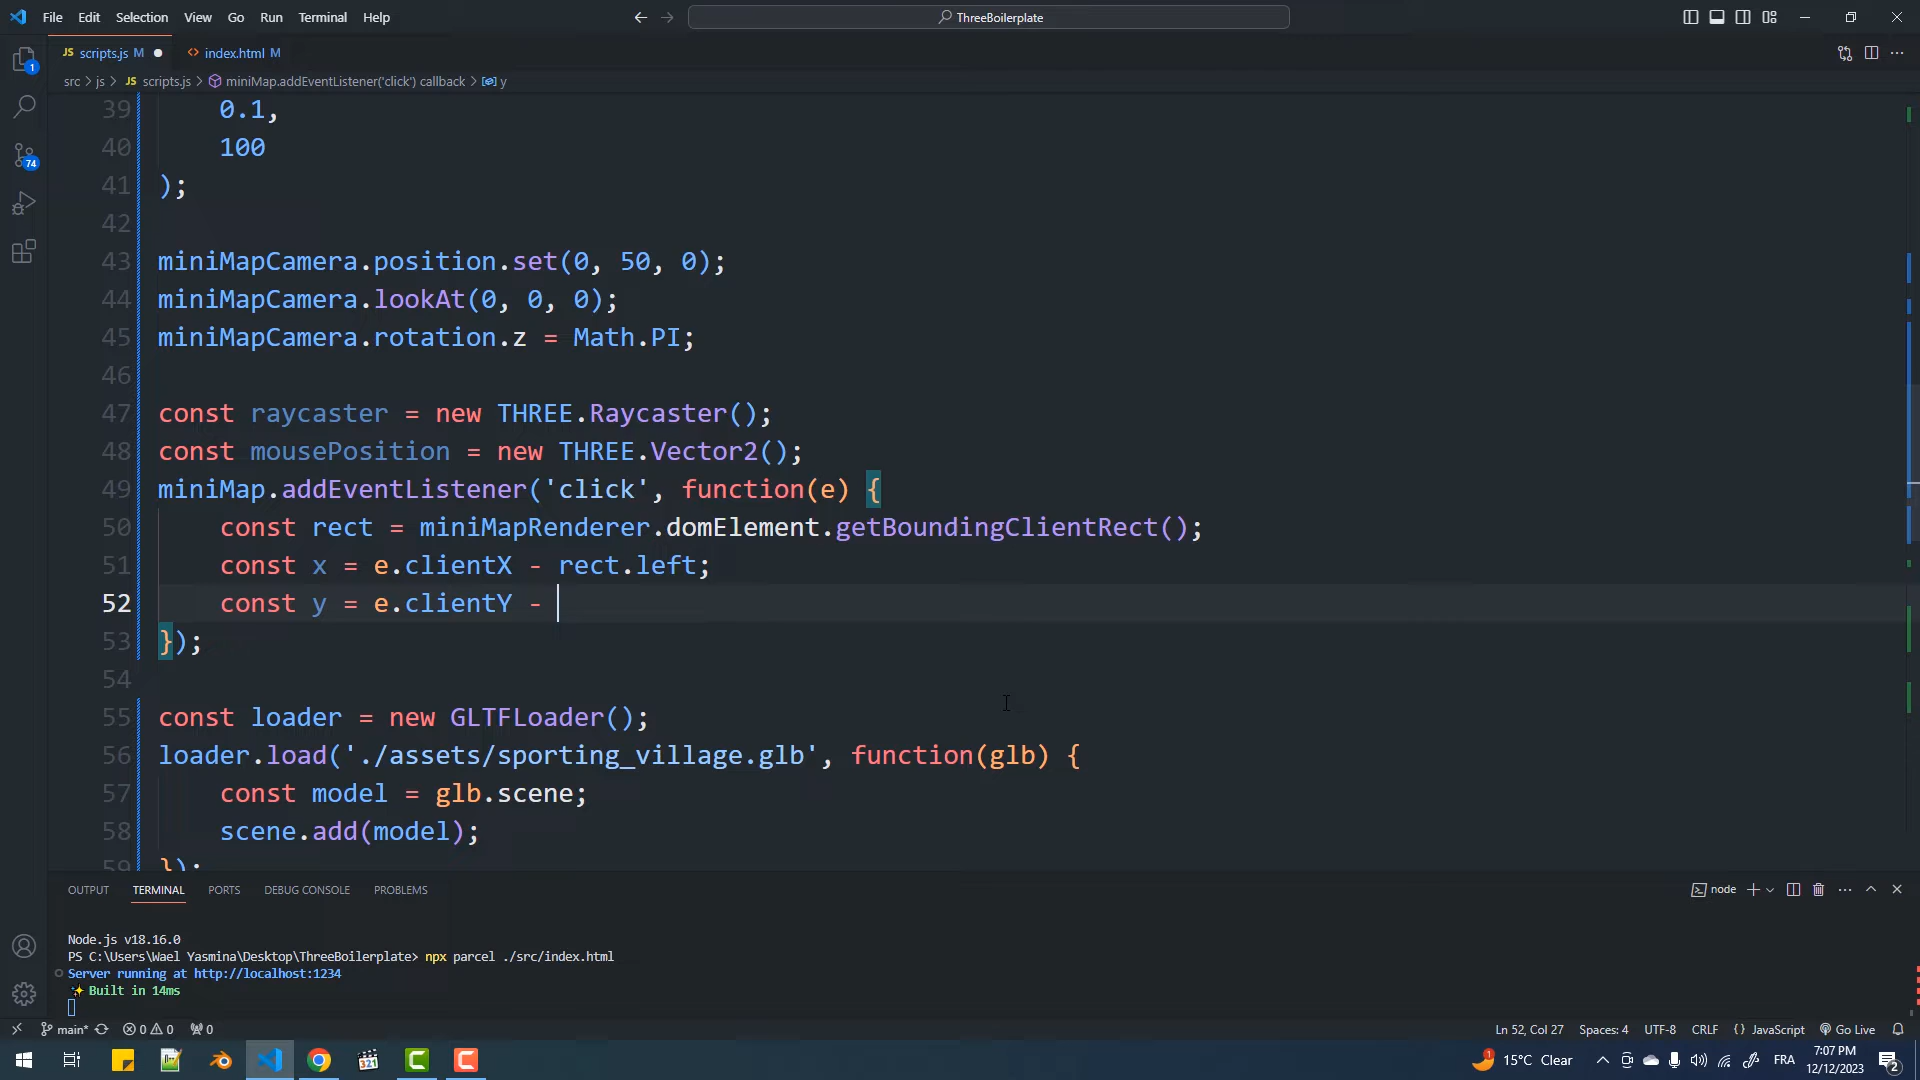 File Edit Selection View Go Run Terminal Help
ThreeBoilerplate
JS scripts.js M
<> index.html M
src > js > JS scripts.js > miniMap.addEventListener('click') callback > y
39 0.1,
40 100
41 );
42
43 miniMapCamera.position.set(0, 50, 0);
44 miniMapCamera.lookAt(0, 0, 0);
45 miniMapCamera.rotation.z = Math.PI;
46
47 const raycaster = new THREE.Raycaster();
48 const mousePosition = new THREE.Vector2();
49 miniMap.addEventListener('click', function(e) {
50 const rect = miniMapRenderer.domElement.getBoundingClientRect();
51 const x = e.clientX - rect.left;
52 const y = e.clientY -
53 });
54
55 const loader = new GLTFLoader();
56 loader.load('./assets/sporting_village.glb', function(glb) {
57 const model = glb.scene;
58 scene.add(model);
59 });
1
74
OUTPUT TERMINAL PORTS DEBUG CONSOLE PROBLEMS
node
Node.js v18.16.0
PS C:\Users\Wael Yasmina\Desktop\ThreeBoilerplate> npx parcel ./src/index.html
Server running at http://localhost:1234
✨ Built in 14ms
main* 0 0 0
Ln 52, Col 27 Spaces: 4 UTF-8 CRLF {} JavaScript Go Live
321
1 15°C Clear
FRA
7:07 PM
12/12/2023
2